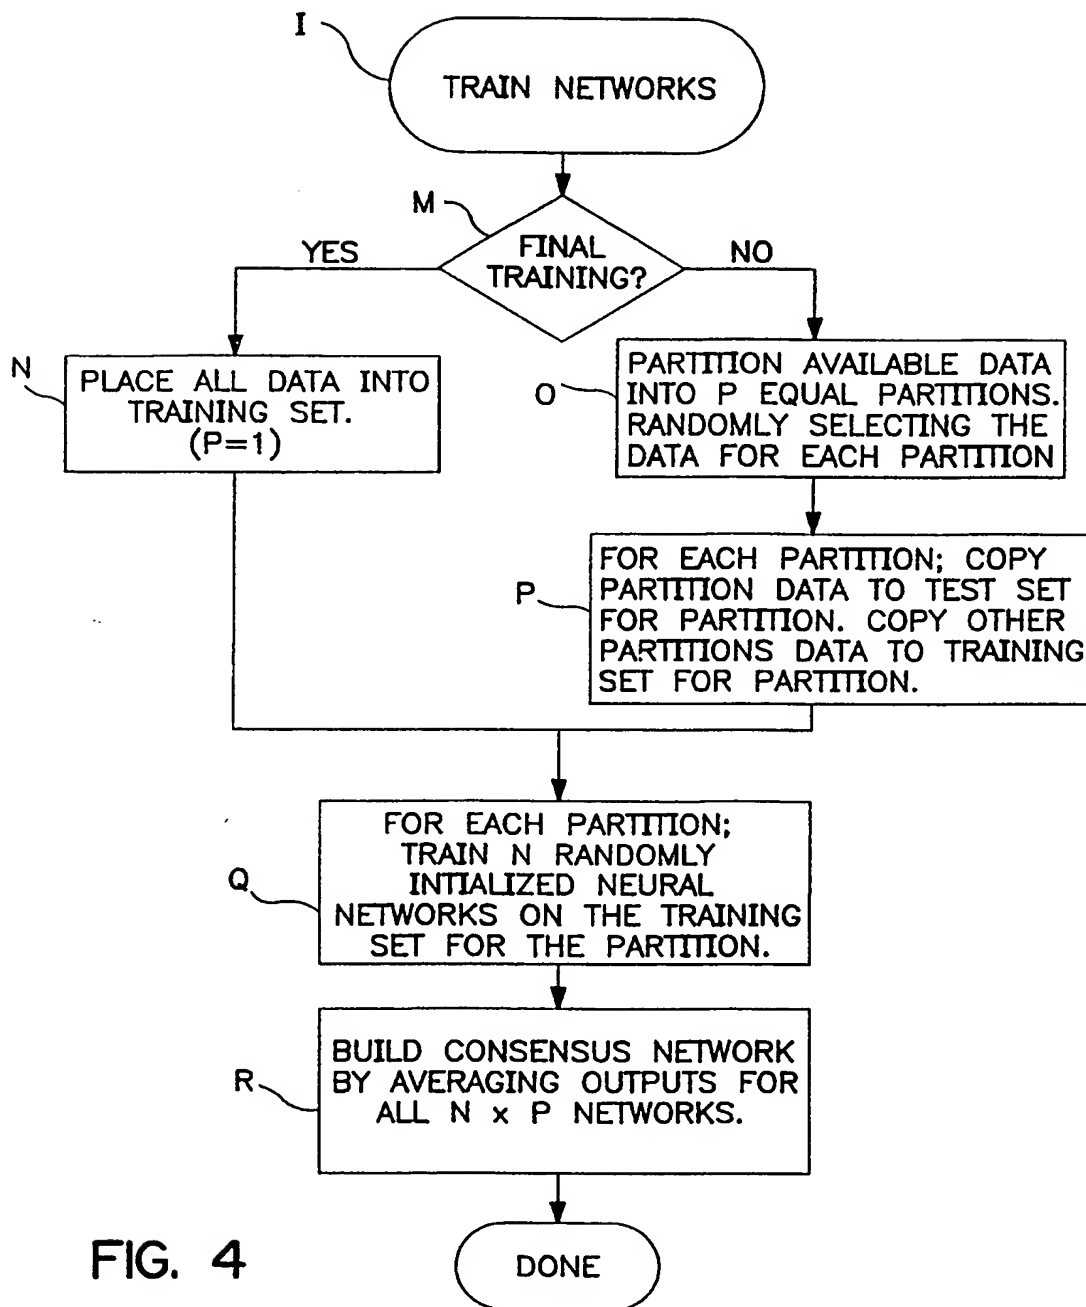 I
TRAIN NETWORKS
M
FINAL
TRAINING?
YES
NO
N
PLACE ALL DATA INTO
TRAINING SET.
(P=1)
O
PARTITION AVAILABLE DATA
INTO P EQUAL PARTITIONS.
RANDOMLY SELECTING THE
DATA FOR EACH PARTITION
P
FOR EACH PARTITION; COPY
PARTITION DATA TO TEST SET
FOR PARTITION. COPY OTHER
PARTITIONS DATA TO TRAINING
SET FOR PARTITION.
Q
FOR EACH PARTITION;
TRAIN N RANDOMLY
INTIALIZED NEURAL
NETWORKS ON THE TRAINING
SET FOR THE PARTITION.
R
BUILD CONSENSUS NETWORK
BY AVERAGING OUTPUTS FOR
ALL N x P NETWORKS.
DONE
FIG. 4